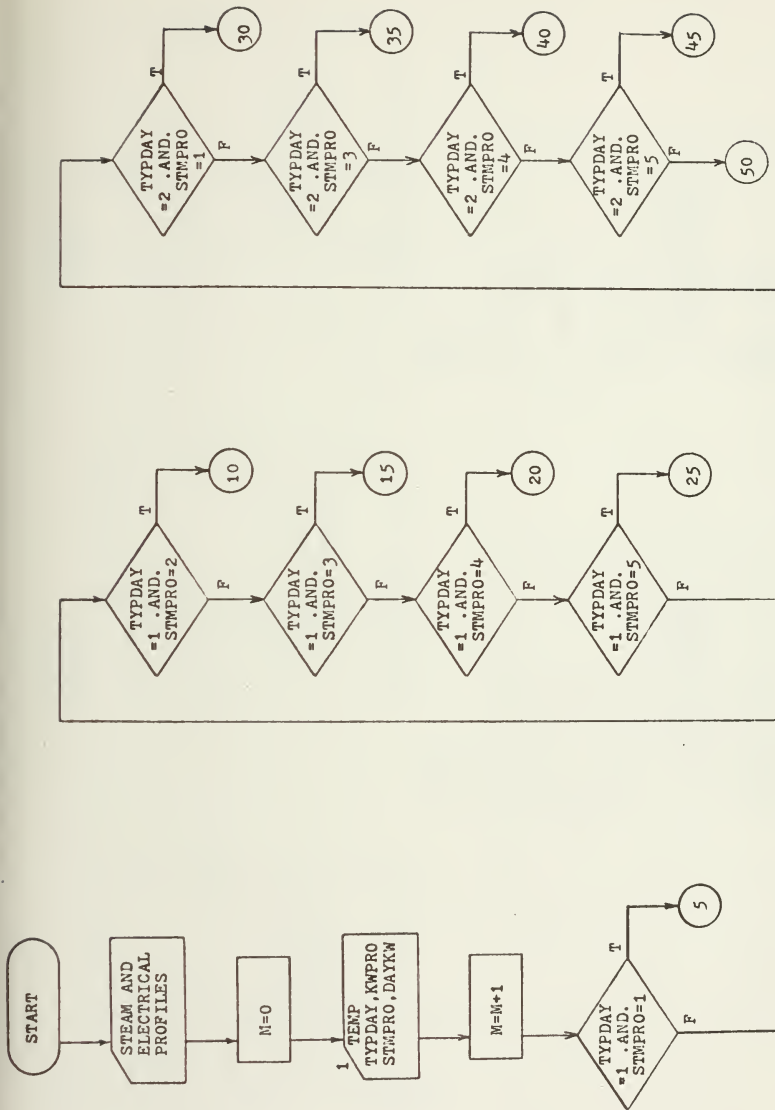 START
STEAM AND
ELECTRICAL
PROFILES
M=0
1
TEMP
TYPDAY,KWPRO
STMPRO,DAYKW
M=M+1
TYPDAY
=1 .AND.
STMPRO=1
T
5
F
TYPDAY
=1 .AND.
STMPRO=2
T
10
F
TYPDAY
=1 .AND.
STMPRO=3
T
15
F
TYPDAY
=1 .AND.
STMPRO=4
T
20
F
TYPDAY
=1 .AND.
STMPRO=5
T
25
F
TYPDAY
=2 .AND.
STMPRO
=1
T
30
F
TYPDAY
=2 .AND.
STMPRO
=3
T
35
F
TYPDAY
=2 .AND.
STMPRO
=4
T
40
F
TYPDAY
=2 .AND.
STMPRO
=5
T
45
F
50